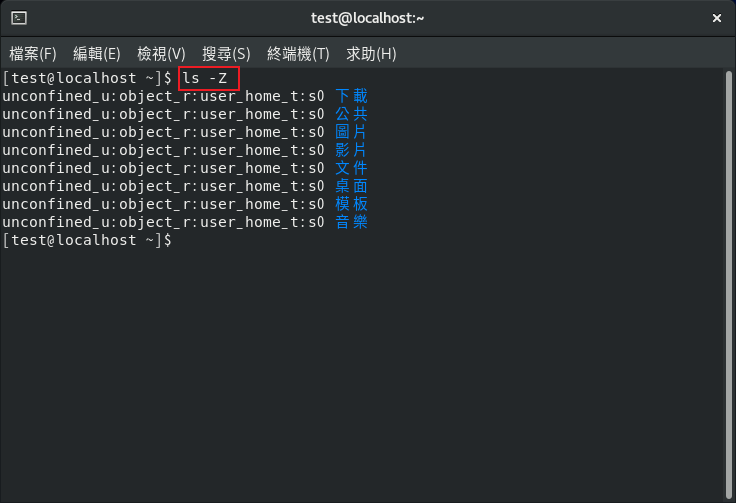 test@localhost:~
檔案(F) 編輯(E) 檢視(V) 搜尋(S) 終端機(T) 求助(H)
[test@localhost ~]$ ls -Z
unconfined_u:object_r:user_home_t:s0 下載
unconfined_u:object_r:user_home_t:s0 公共
unconfined_u:object_r:user_home_t:s0 圖片
unconfined_u:object_r:user_home_t:s0 影片
unconfined_u:object_r:user_home_t:s0 文件
unconfined_u:object_r:user_home_t:s0 桌面
unconfined_u:object_r:user_home_t:s0 模板
unconfined_u:object_r:user_home_t:s0 音樂
[test@localhost ~]$